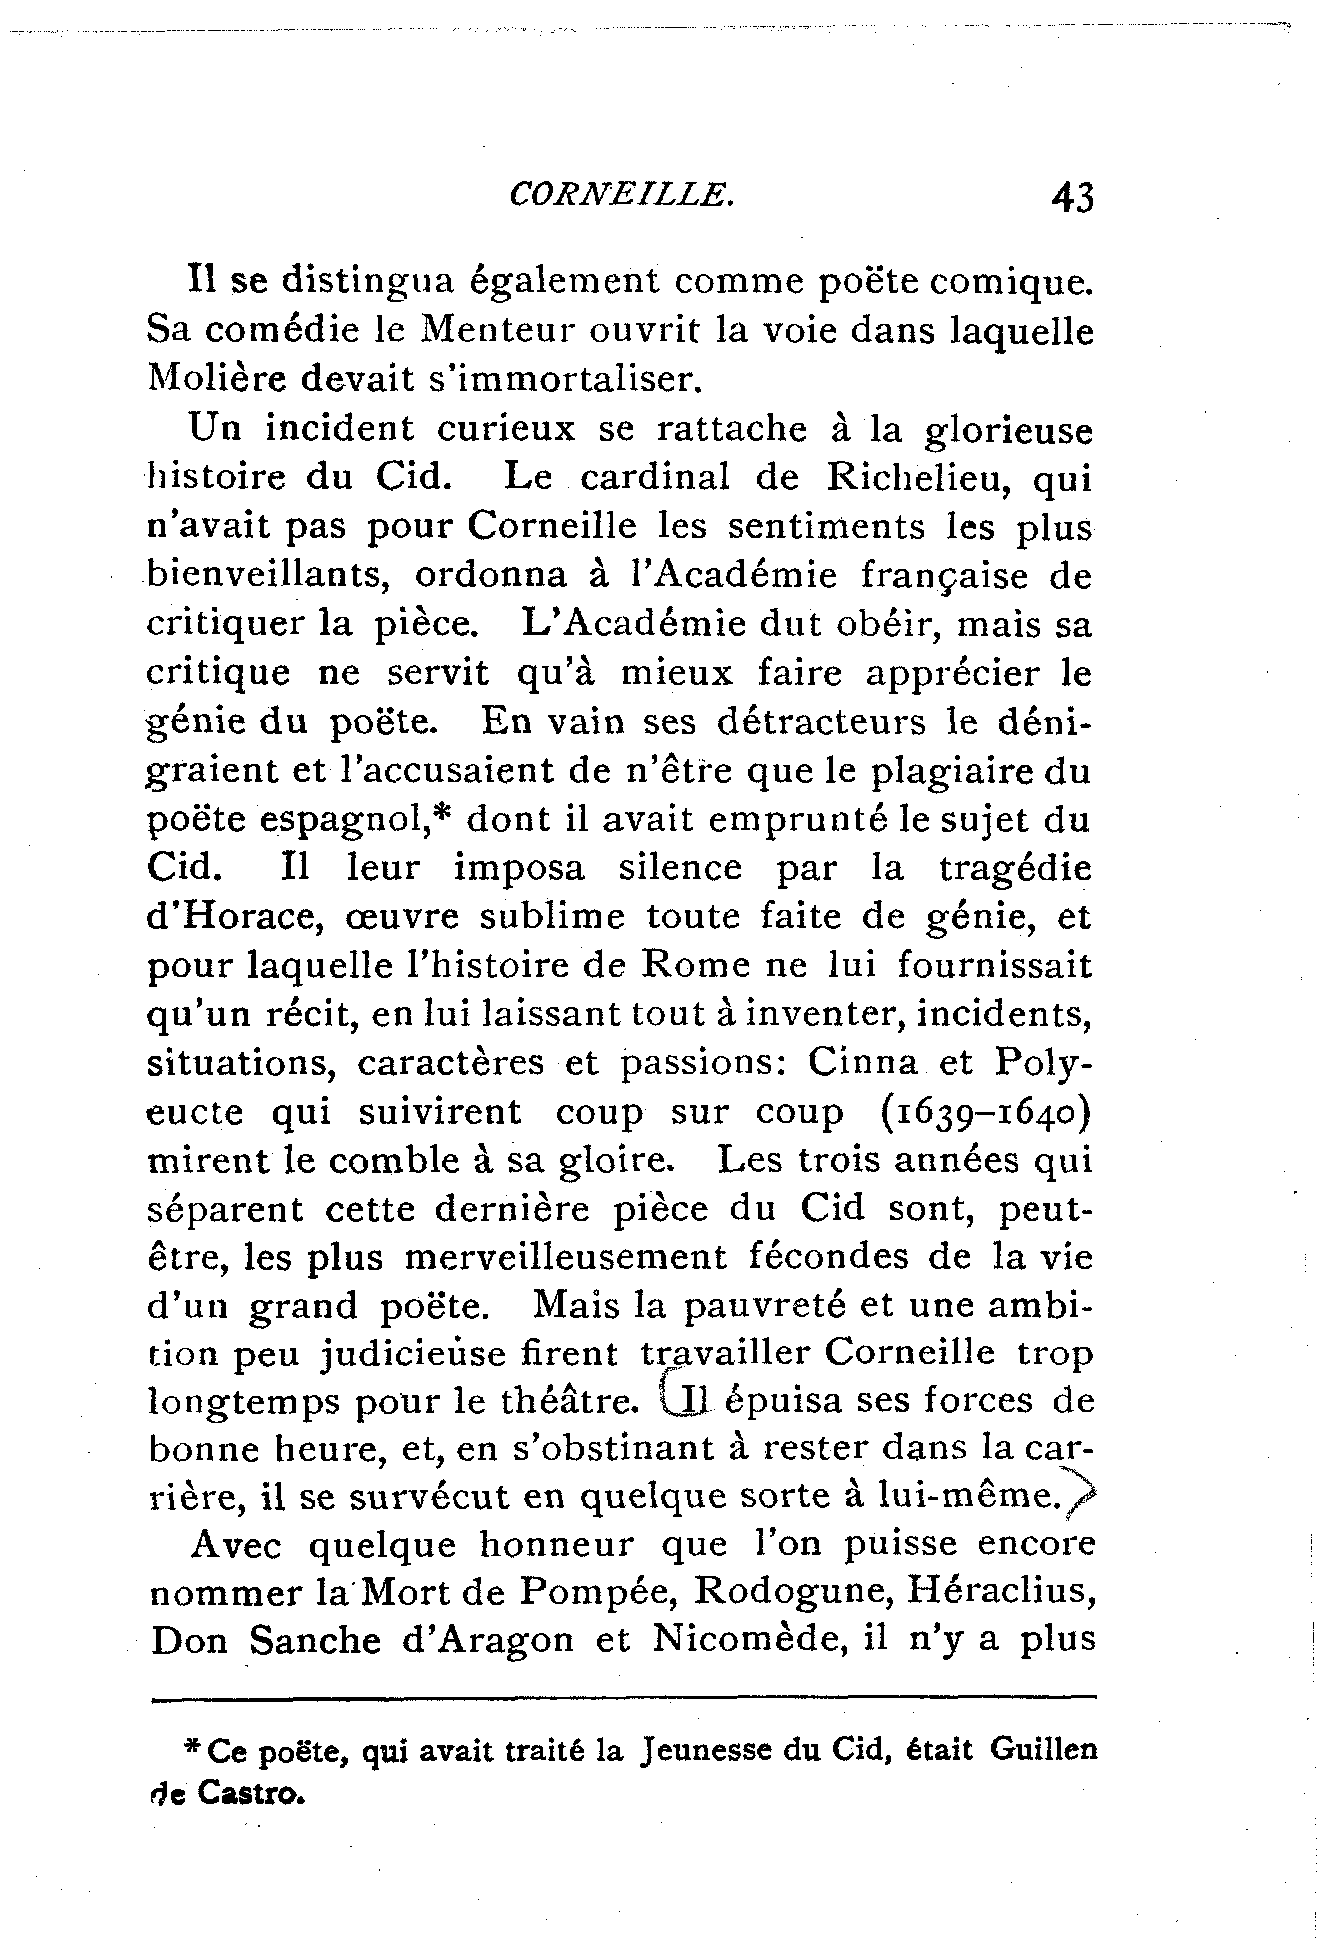 CORNEILLE. 43
Il se distingua également comme poëte comique.
Sa comédie le Menteur ouvrit la voie dans laquelle
Molière devait s'immortaliser.
Un incident curieux se rattache à la glorieuse
histoire du Cid. Le cardinal de Richelieu, qui
n'avait pas pour Corneille les sentiments les plus
bienveillants, ordonna à l'Académie française de
critiquer la pièce. L'Académie dut obéir, mais sa
critique ne servit qu'à mieux faire apprécier le
génie du poëte. En vain ses détracteurs le déni-
graient et l'accusaient de n'être que le plagiaire du
poëte espagnol,* dont il avait emprunté le sujet du
Cid. Il leur imposa silence par la tragédie
d'Horace, œuvre sublime toute faite de génie, et
pour laquelle l'histoire de Rome ne lui fournissait
qu'un récit, en lui laissant tout à inventer, incidents,
situations, caractères et passions: Cinna et Poly-
eucte qui suivirent coup sur coup (1639–1640)
mirent le comble à sa gloire. Les trois années qui
séparent cette dernière pièce du Cid sont, peut-
être, les plus merveilleusement fécondes de la vie
d'un grand poëte. Mais la pauvreté et une ambi-
tion peu judicieuse firent travailler Corneille trop
longtemps pour le théâtre. (Il épuisa ses forces de
bonne heure, et, en s'obstinant à rester dans la car-
rière, il se survécut en quelque sorte à lui-même.)
Avec quelque honneur que l'on puisse encore
nommer la Mort de Pompée, Rodogune, Héraclius,
Don Sanche d'Aragon et Nicomède, il n'y a plus
* Ce poëte, qui avait traité la Jeunesse du Cid, était Guillen
de Castro.